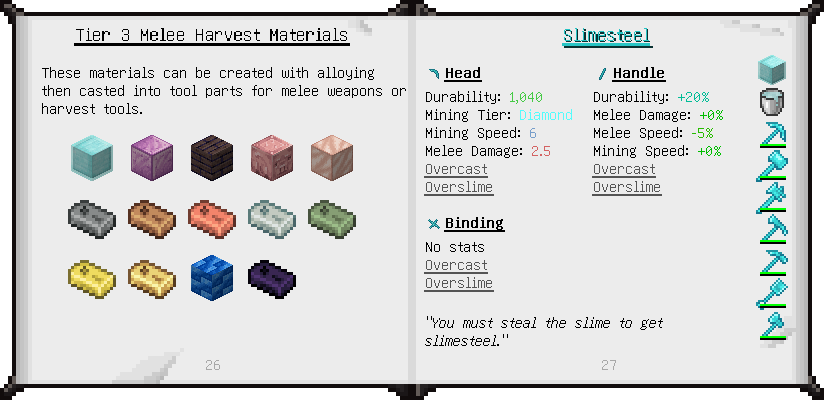 Tier 3 Melee Harvest Materials
These materials can be created with alloying
then casted into tool parts for melee weapons or
harvest tools.
26
Slimesteel
Head
Durability: 1,040
Mining Tier: Diamond
Mining Speed: 6
Melee Damage: 2.5
Overcast
Overslime
Handle
Durability: +20%
Melee Damage: +0%
Melee Speed: -5%
Mining Speed: +0%
Overcast
Overslime
Binding
No stats
Overcast
Overslime
"You must steal the slime to get
slimesteel."
27